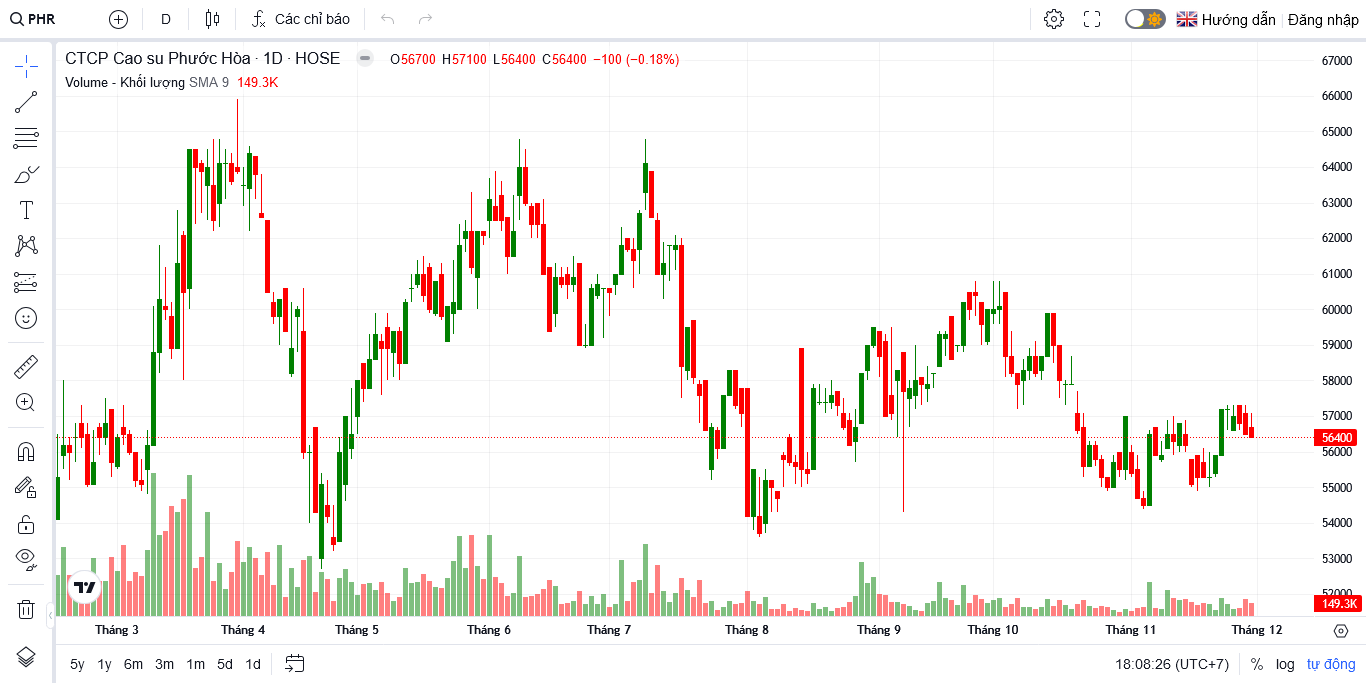 PHR D Các chỉ báo Hướng dẫn Đăng nhập
CTCP Cao su Phước Hòa · 1D · HOSE O56700 H57100 L56400 C56400 −100 (−0.18%)
Volume - Khối lượng SMA 9 149.3K
67000
66000
65000
64000
63000
62000
61000
60000
59000
58000
57000
56400
56000
55000
54000
53000
52000
149.3K
Tháng 3 Tháng 4 Tháng 5 Tháng 6 Tháng 7 Tháng 8 Tháng 9 Tháng 10 Tháng 11 Tháng 12
5y 1y 6m 3m 1m 5d 1d 18:08:26 (UTC+7) % log tự động